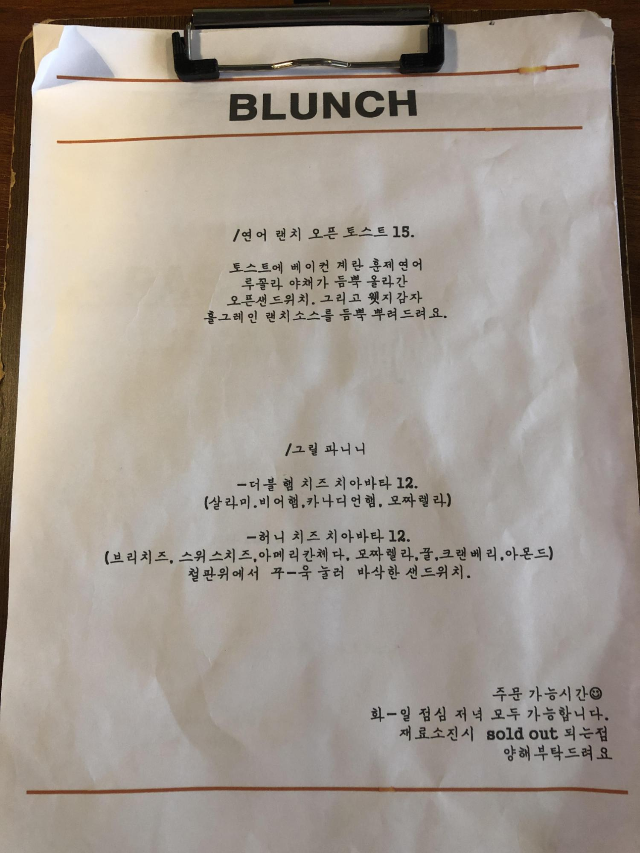 BLUNCH
/연어 랜치 오픈 토스트 15.
토스트에 베이컨 계란 훈제연어
루꼴라 야채가 듬뿍 올라간
오픈샌드위치. 그리고 웻지감자
홀그레인 랜치소스를 듬뿍 뿌려드려요.
/그릴 파니니
-더블 햄 치즈 치아바타 12.
(살라미.비어햄,카나디언햄, 모짜렐라)
-허니 치즈 치아바타 12.
(브리치즈, 스위스치즈,아메리칸체다, 모짜렐라,꿀,크랜베리,아몬드)
철판위에서 꾸-욱 눌러 바삭한 샌드위치.
주문 가능시간☺
화-일 점심 저녁 모두 가능합니다.
재료소진시 sold out 되는점
양해부탁드려요